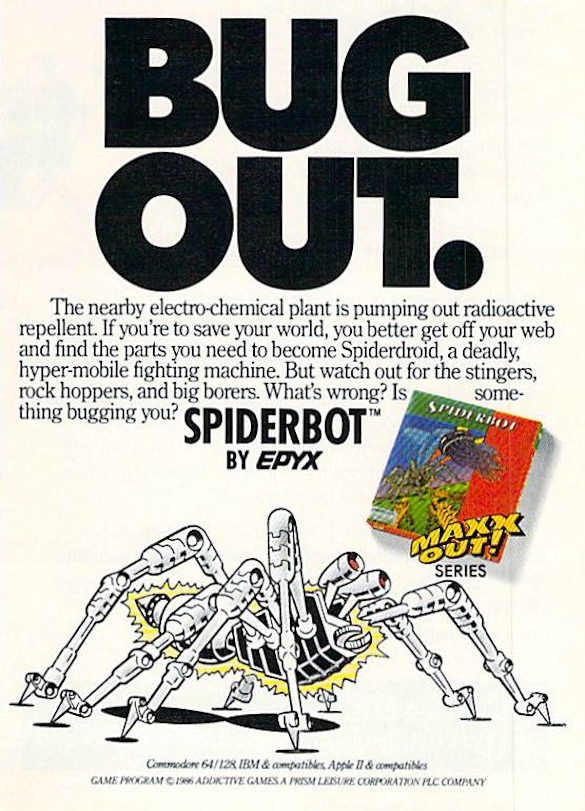 BUG
OUT.
The nearby electro-chemical plant is pumping out radioactive
repellent. If you're to save your world, you better get off your web
and find the parts you need to become Spiderdroid, a deadly,
hyper-mobile fighting machine. But watch out for the stingers,
rock hoppers, and big borers. What's wrong? Is some-
thing bugging you?
SPIDERBOT™
BY EPYX
SPIDERBOT
MAXX
OUT!
SERIES
Commodore 64/128, IBM & compatibles, Apple II & compatibles
GAME PROGRAM © 1986 ADDICTIVE GAMES. A PRISM LEISURE CORPORATION PLC. COMPANY